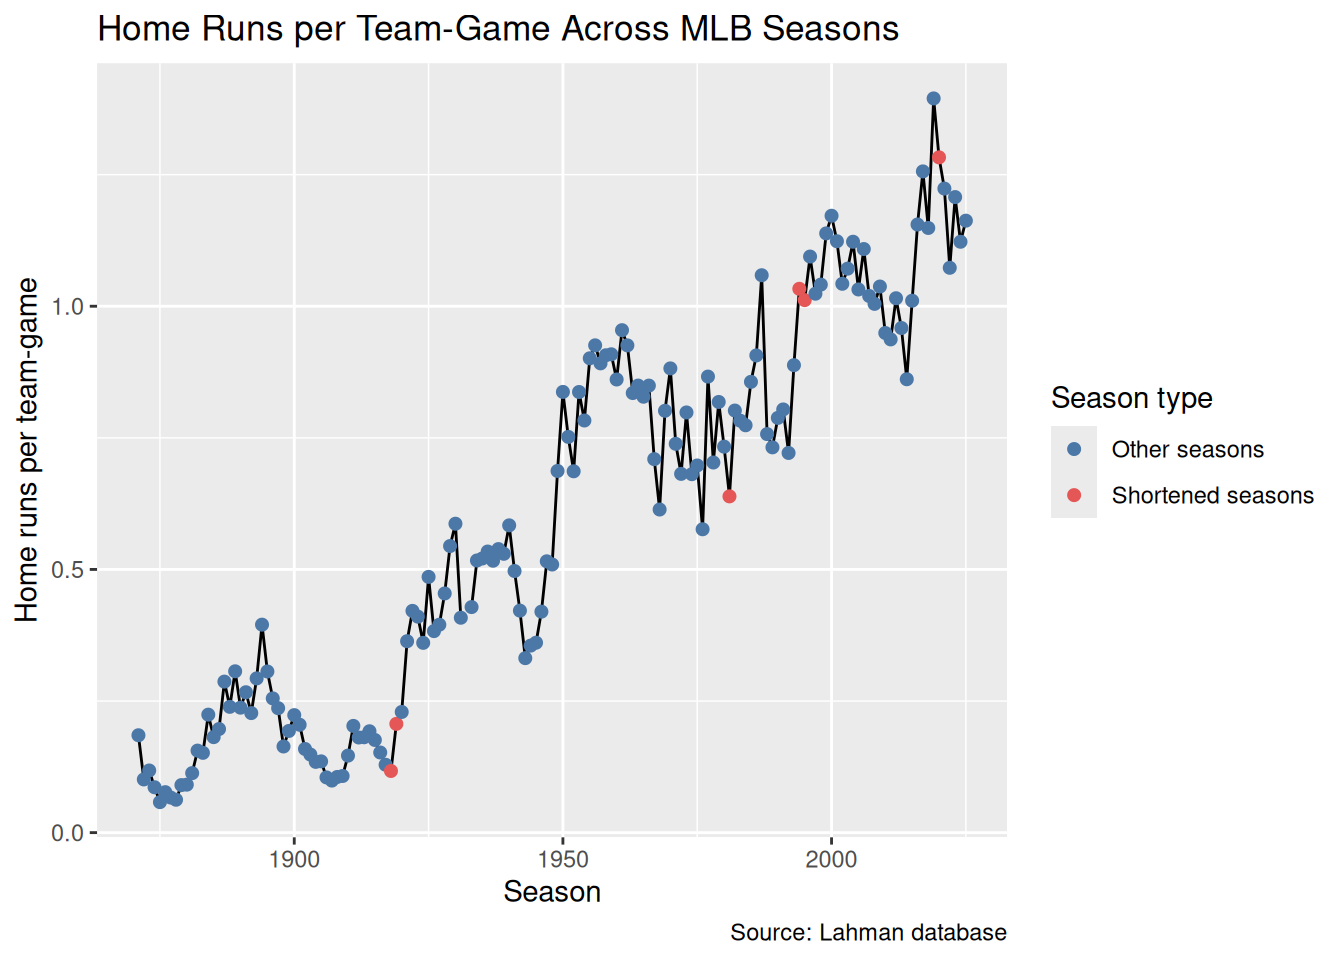 Home Runs per Team-Game Across MLB Seasons
Home runs per team-game
1.0
0.5
0.0
1900
1950
2000
Season
Season type
Other seasons
Shortened seasons
Source: Lahman database